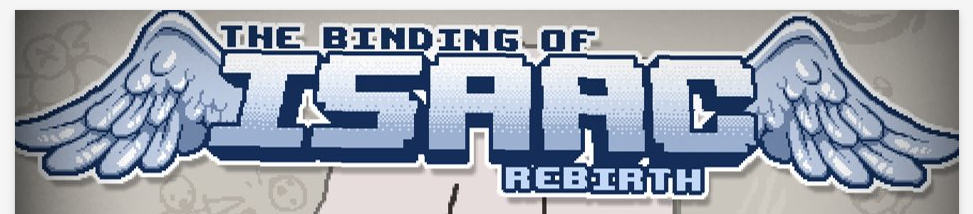 THE BINDING OF
ISAAC
REBIRTH